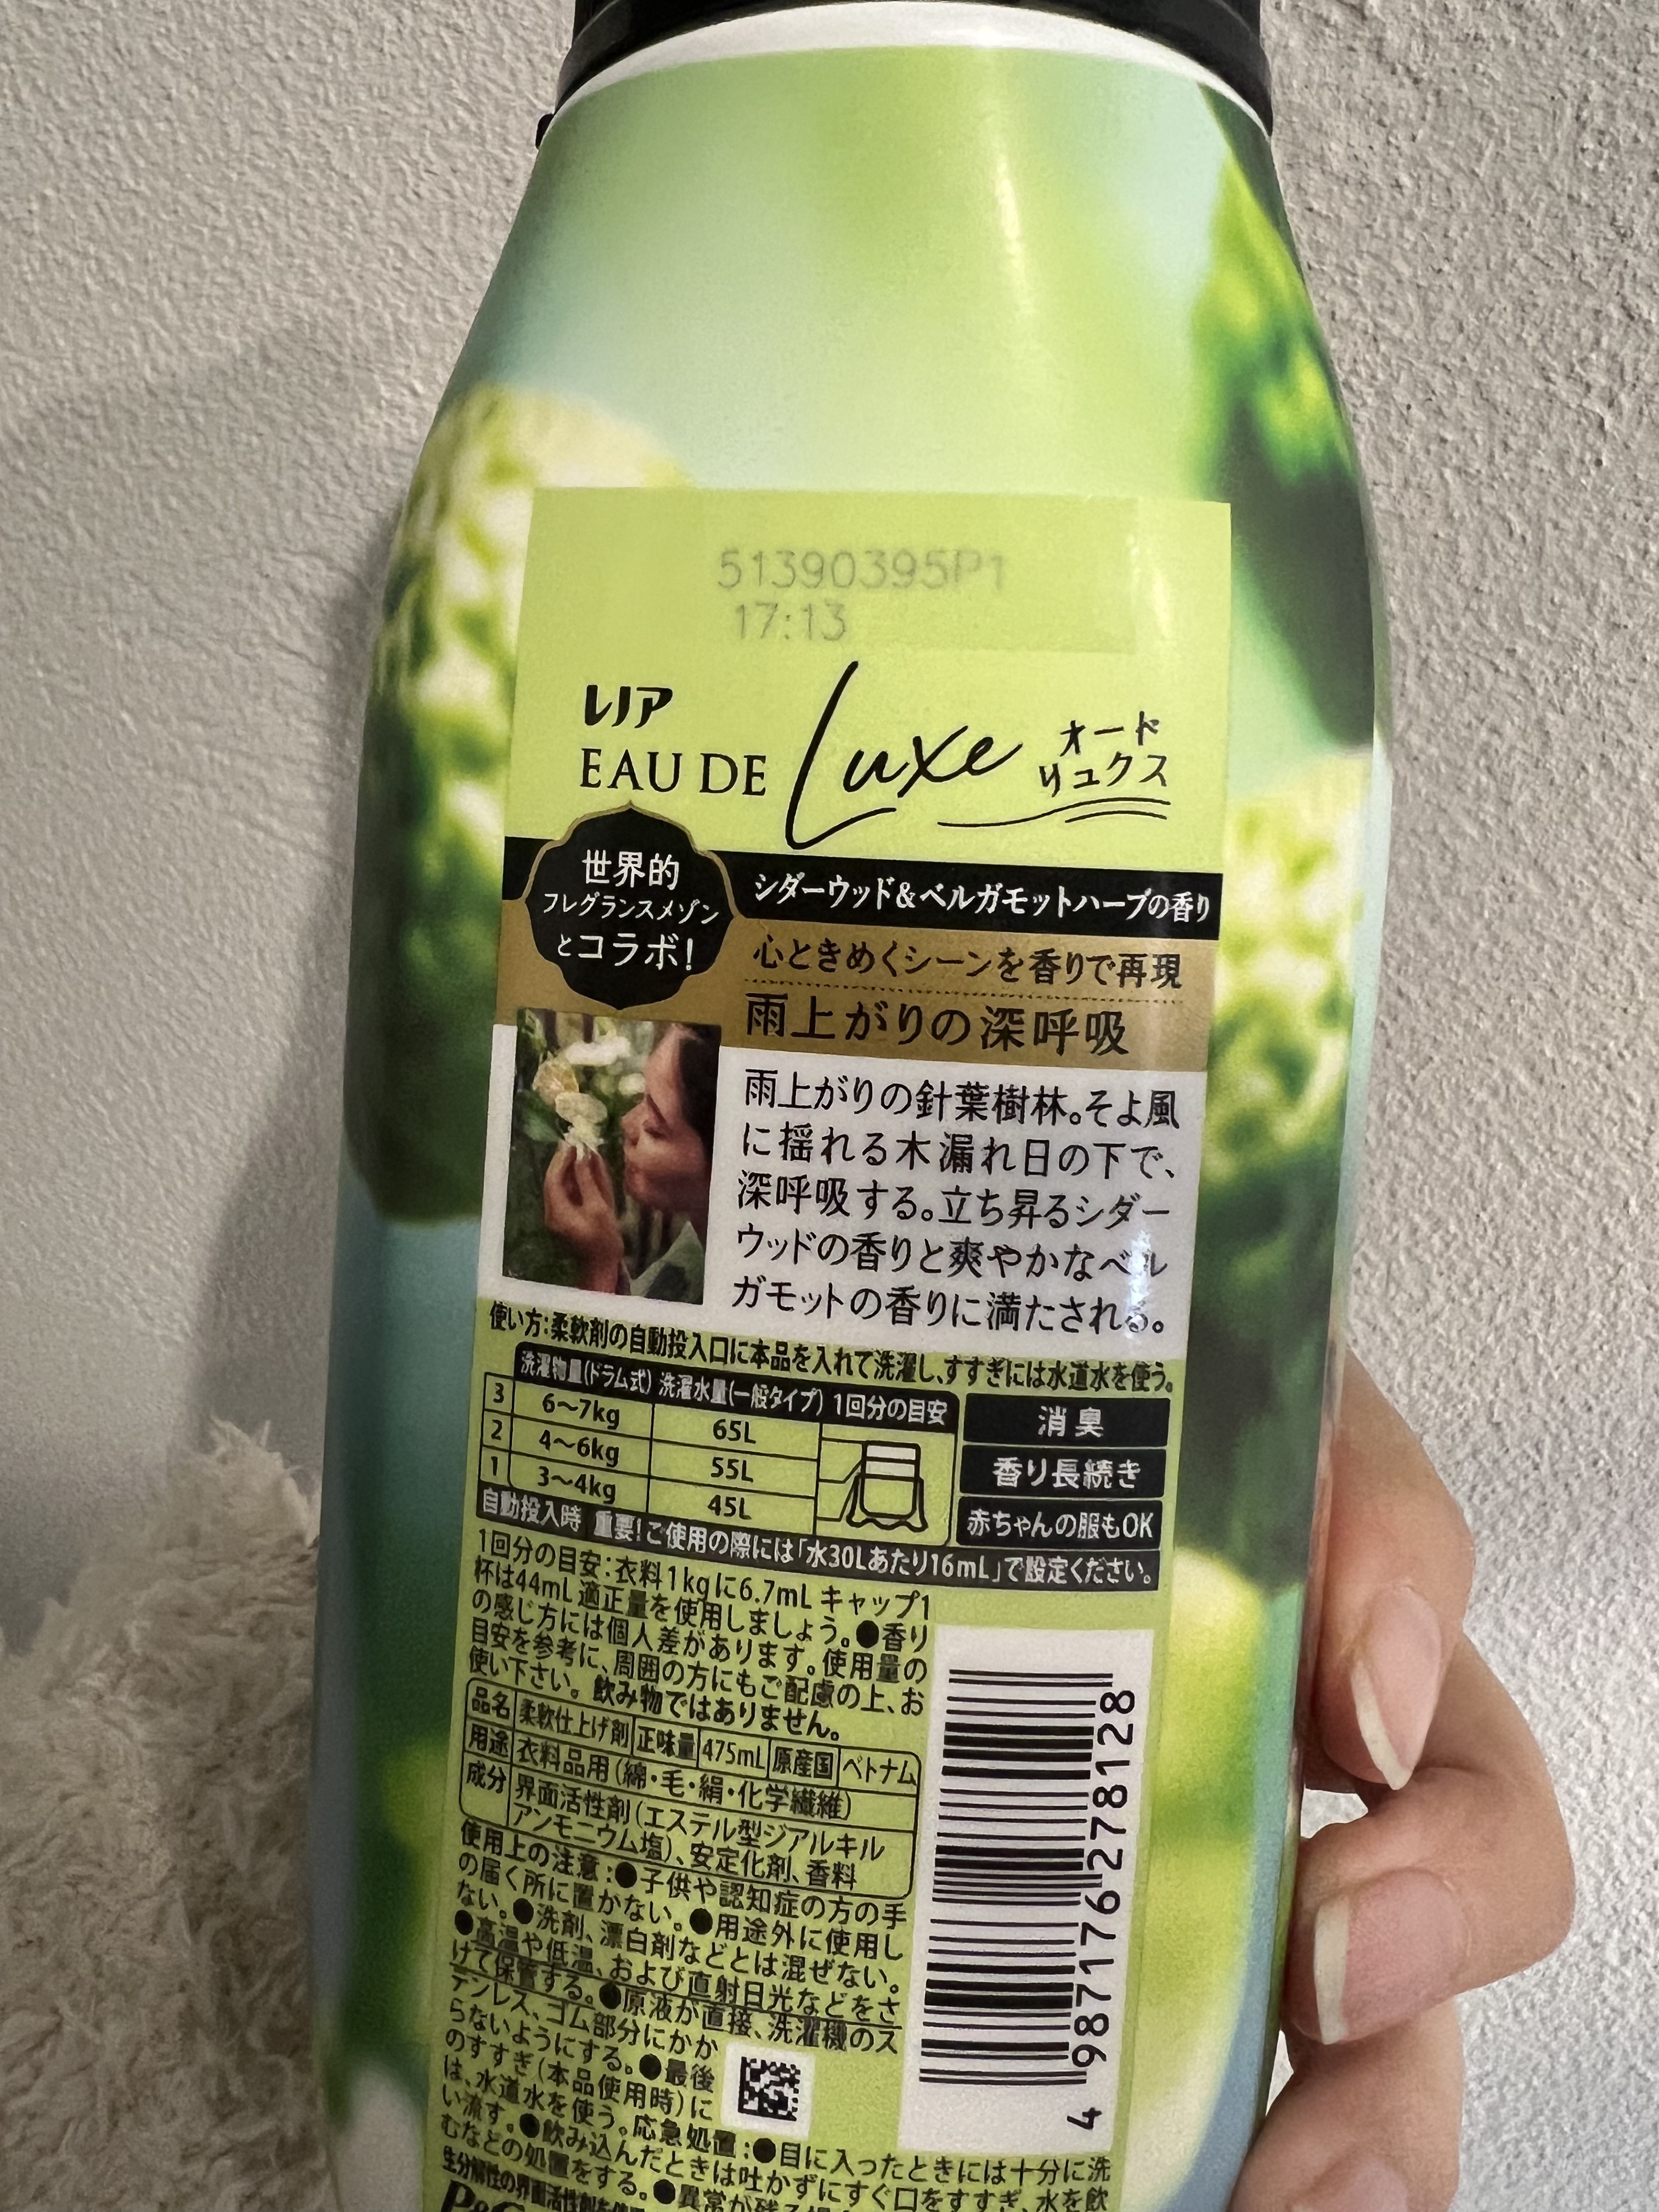 51390395P1
17:13
レノア
EAU DE Luxe オードリュクス
世界的
フレグランスメゾン
とコラボ!
シダーウッド&ベルガモットハーブの香り
心ときめくシーンを香りで再現
雨上がりの深呼吸
雨上がりの針葉樹林。そよ風
に揺れる木漏れ日の下で、
深呼吸する。立ち昇るシダー
ウッドの香りと爽やかなベル
ガモットの香りに満たされる。
使い方:柔軟剤の自動投入口に本品を入れて洗濯し、すすぎには水道水を使う。
洗濯物量(ドラム式) 洗濯水量(一般タイプ) 1回分の目安
3 6〜7kg 65L
2 4〜6kg 55L
1 3〜4kg 45L
消臭
香り長続き
赤ちゃんの服もOK
自動投入時 重要!ご使用の際には「水30Lあたり16mL」で設定ください。
1回分の目安:衣料1kgに6.7mL キャップ1
杯は44mL 適正量を使用しましょう。●香り
の感じ方には個人差があります。使用量の
目安を参考に、周囲の方にもご配慮の上、お
使い下さい。飲み物ではありません。
品名 柔軟仕上げ剤 正味量 475mL 原産国 ベトナム
用途 衣料品用(綿・毛・絹・化学繊維)
成分 界面活性剤(エステル型ジアルキル
アンモニウム塩)、安定化剤、香料
使用上の注意:●子供や認知症の方の手
の届く所に置かない。●用途外に使用し
ない。●洗剤、漂白剤などとは混ぜない。
●高温や低温、および直射日光などをさ
けて保管する。●原液が直接、洗濯機のス
テンレス、ゴム部分にかか
らないようにする。●最後
のすすぎ(本品使用時)に
は、水道水を使う。応急処置:●目に入ったときには十分に洗
い流す。●飲み込んだときは吐かずにすぐ口をすすぎ、水を飲
むなどの処置をする。●異常が残る
生分解性の界面活性剤を使用
P&G
4 987176 278128